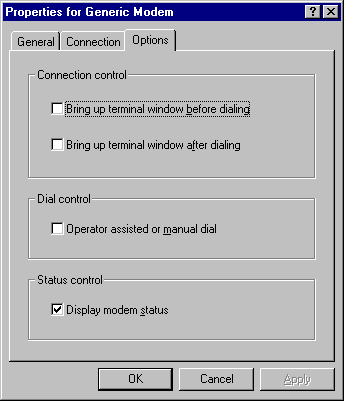 Properties for Generic Modem
General Connection Options
Connection control
Bring up terminal window before dialing
Bring up terminal window after dialing
Dial control
Operator assisted or manual dial
Status control
Display modem status
OK Cancel Apply